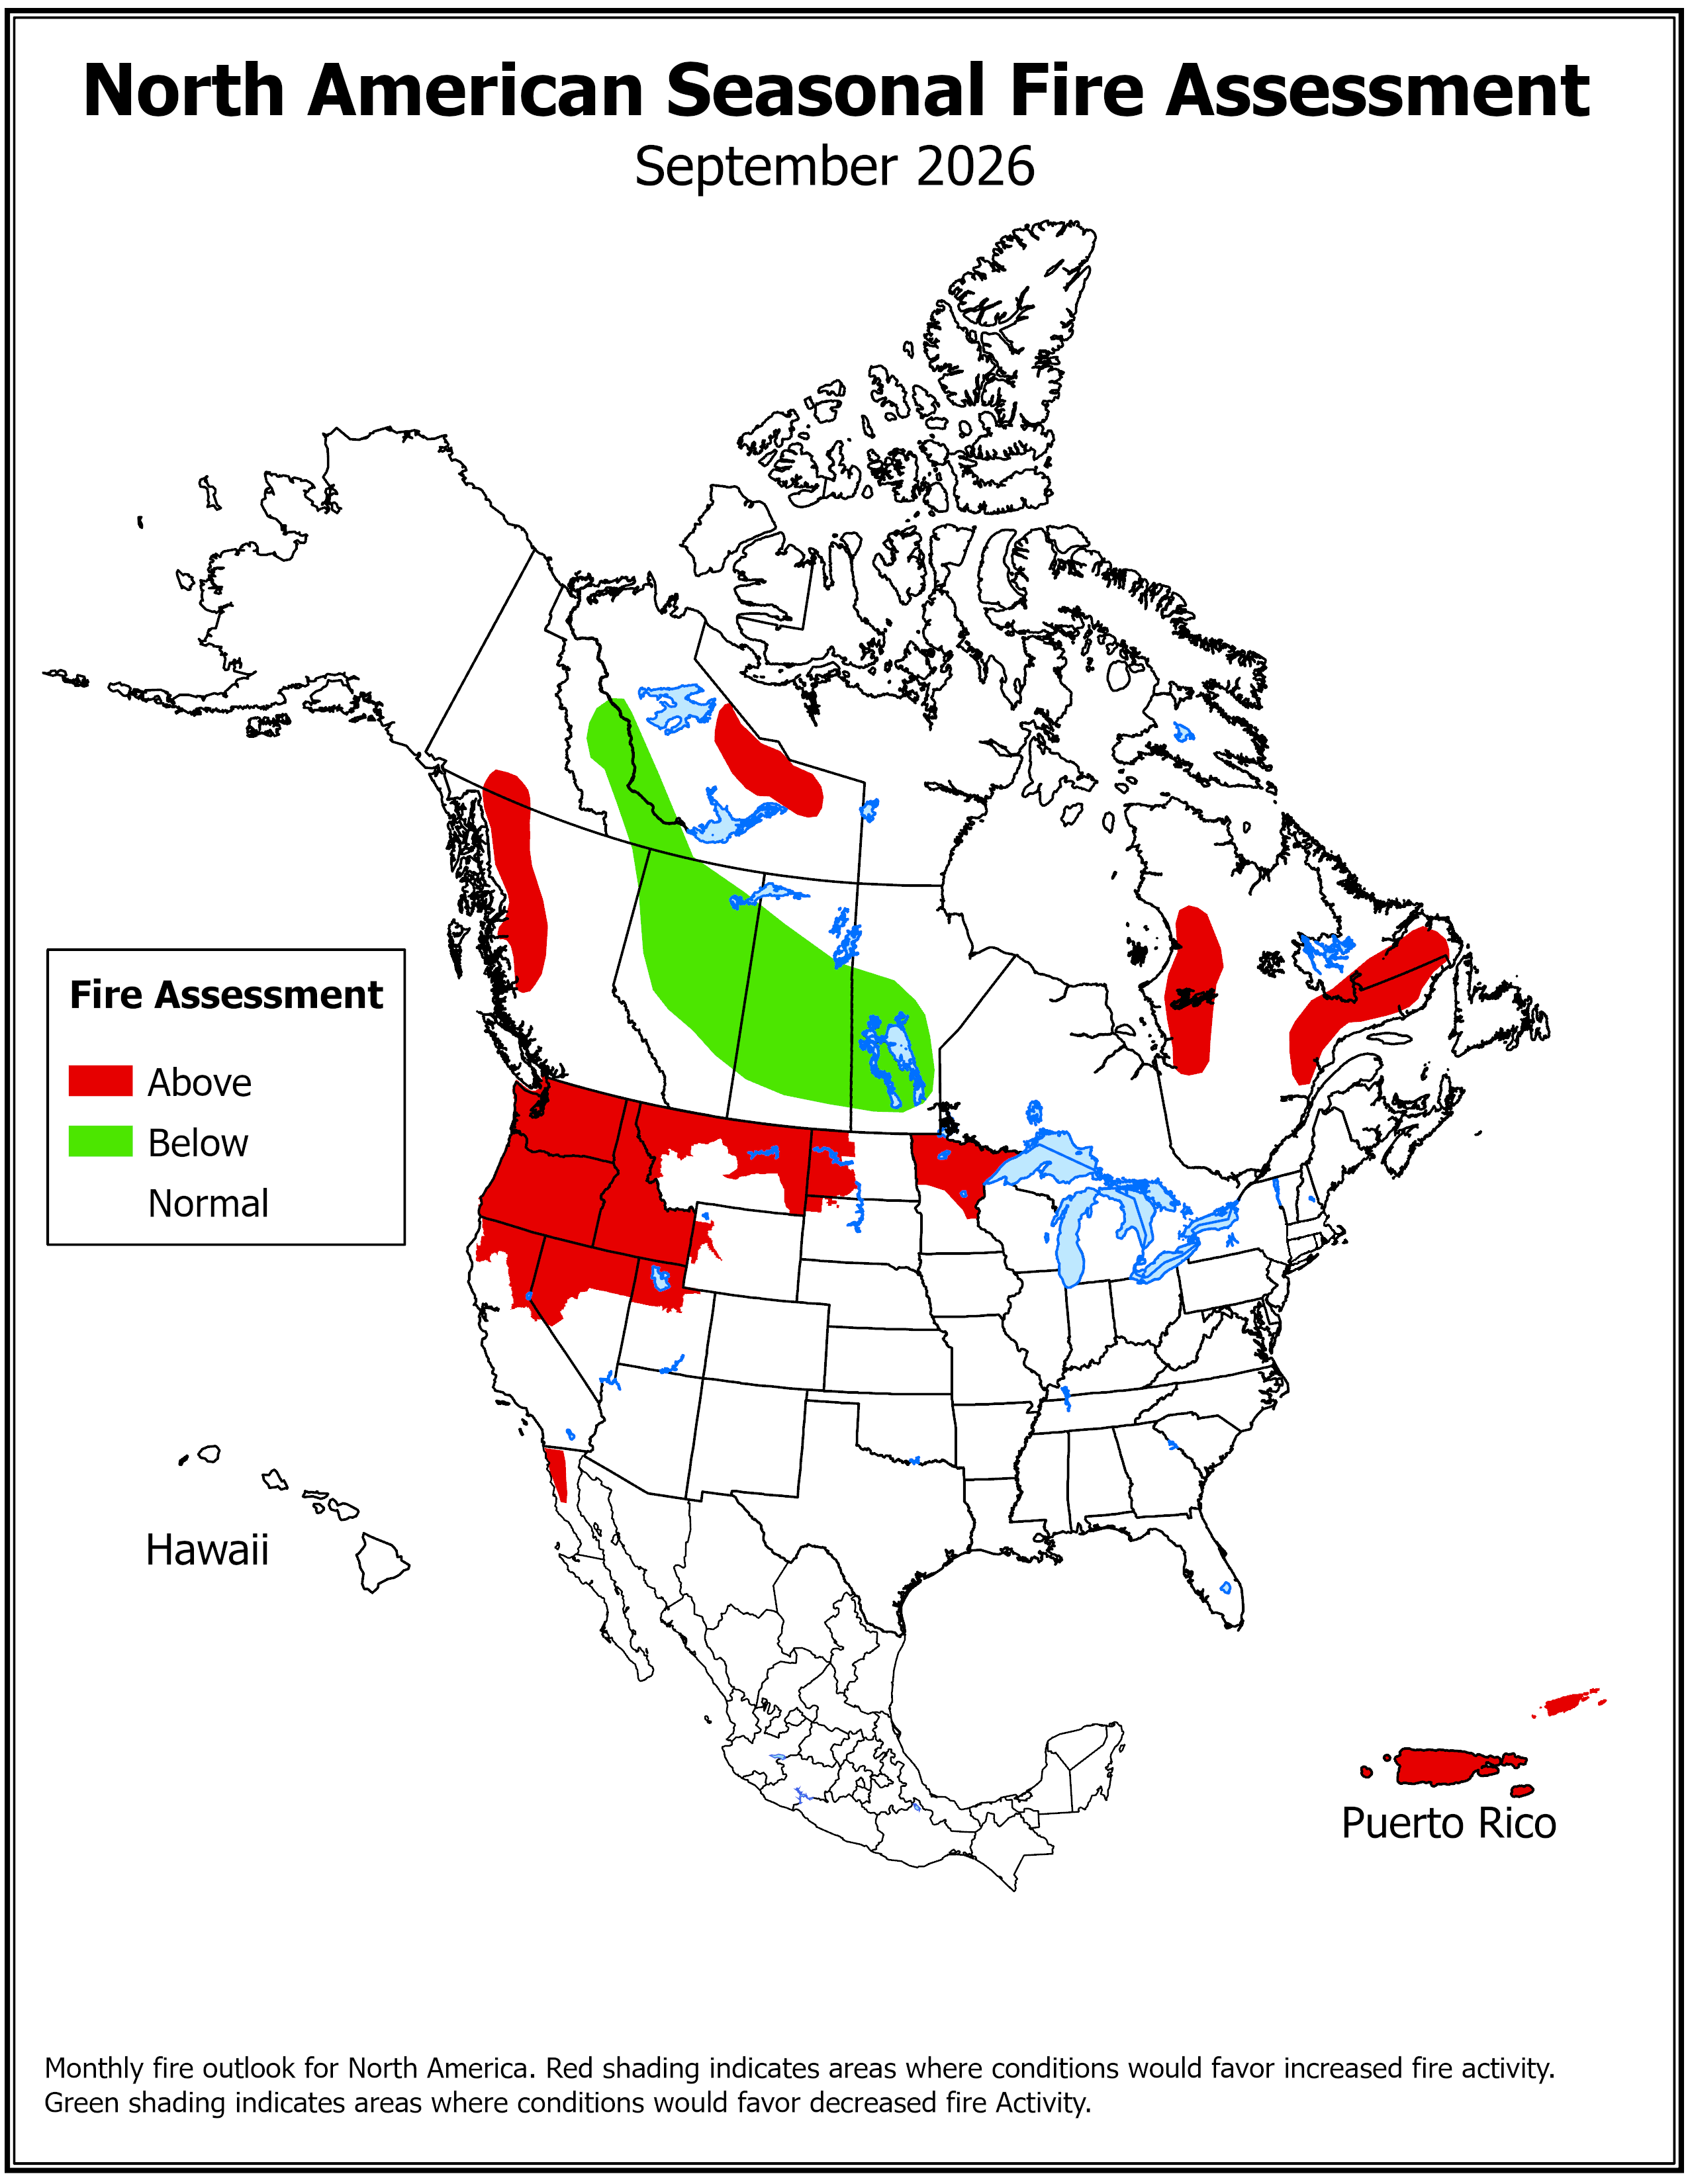 North American Seasonal Fire Assessment
September 2026
Fire Assessment
Above
Below
Normal
Hawaii
Puerto Rico
Monthly fire outlook for North America. Red shading indicates areas where conditions would favor increased fire activity.
Green shading indicates areas where conditions would favor decreased fire Activity.